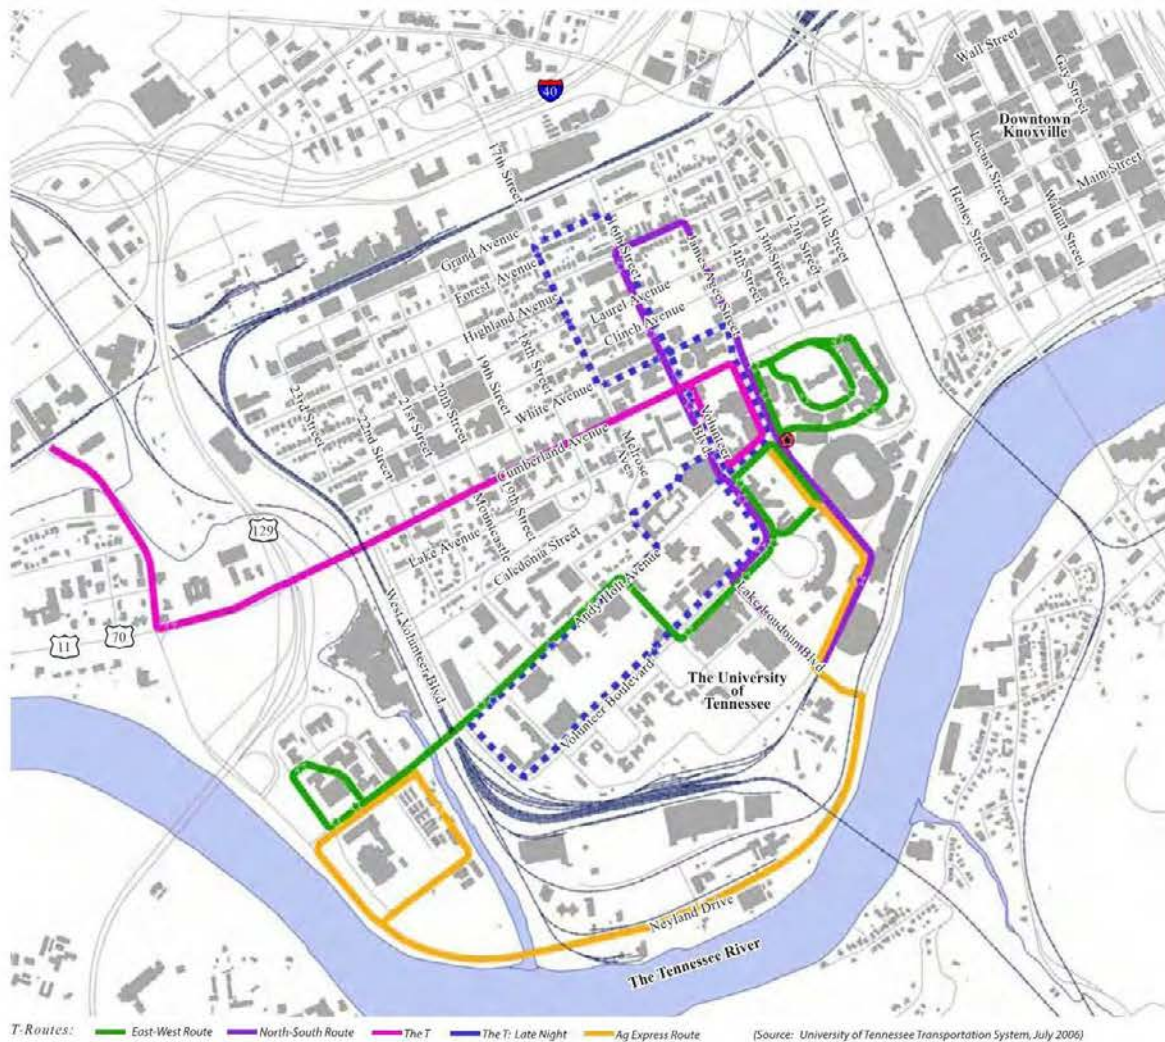 Wall Street
Gay Street
40
Downtown
Knoxville
17th Street
Locust Street
Main Street
Henley Street
Walnut Street
11th Street
12th Street
13th Street
14th Street
16th Street
James Agee Street
Grand Avenue
Forest Avenue
Highland Avenue
Laurel Avenue
Clinch Avenue
18th Street
19th Street
White Avenue
20th Street
21st Street
22nd Street
23rd Street
Cumberland Avenue
Melrose
Ave
Volunteer
Blvd
129
19th Street
Mountcastle
Lake Avenue
Caledonia Street
Andy Holt Avenue
West Volunteer Blvd
11
70
Lake Loudoun Blvd.
The University
of
Tennessee
Volunteer Boulevard
Neyland Drive
The Tennessee River
T-Routes: East-West Route North-South Route The T The T: Late Night Ag Express Route (Source: University of Tennessee Transportation System, July 2006)